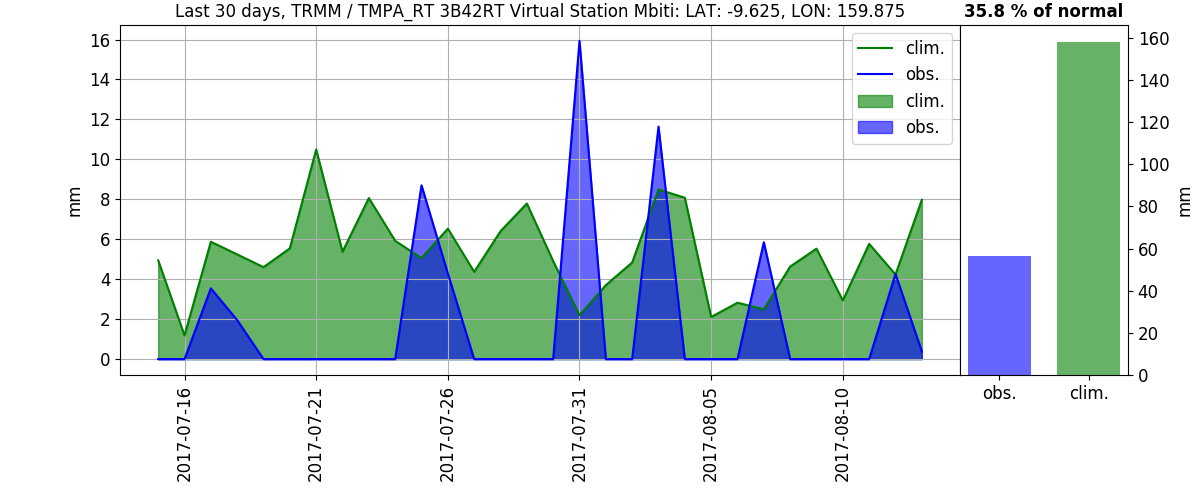 Last 30 days, TRMM / TMPA_RT 3B42RT Virtual Station Mbiti: LAT: -9.625, LON: 159.875
35.8 % of normal
16
14
12
10
8
6
4
2
0
mm
clim.
obs.
clim.
obs.
2017-07-16
2017-07-21
2017-07-26
2017-07-31
2017-08-05
2017-08-10
160
140
120
100
80
60
40
20
0
mm
obs.
clim.